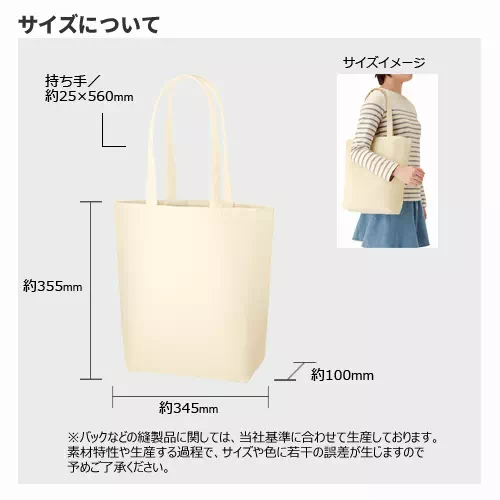 サイズについて
持ち手／
約25×560mm
サイズイメージ
約355mm
約100mm
約345mm
※バックなどの縫製品に関しては、当社基準に合わせて生産しております。
素材特性や生産する過程で、サイズや色に若干の誤差が生じますので
予めご了承ください。